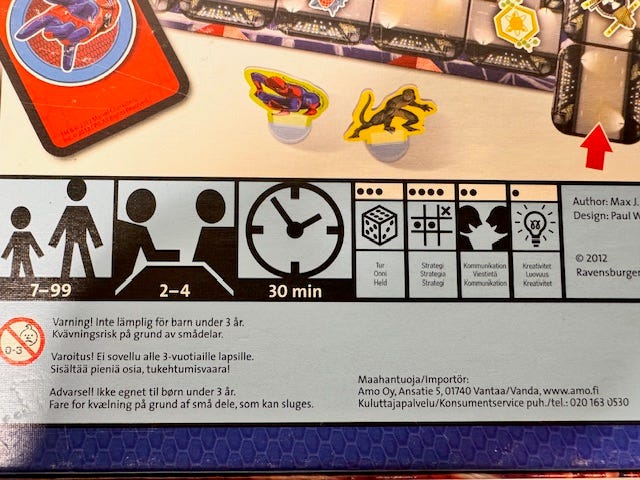 7–99
2–4
30 min
Tur
Onni
Held
Strategi
Strategia
Strategi
Kommunikation
Viestietä
Kommunikation
Kreativitet
Luovuus
Kreativitet
Author: Max J.
Design: Paul W
© 2012
Ravensburger
0-3
Varning! Inte lämplig för barn under 3 år.
Kvävningsrisk på grund av smådelar.
Varoitus! Ei sovellu alle 3-vuotiaille lapsille.
Sisältää pieniä osia, tukehtumisvaara!
Advarsel! Ikke egnet til børn under 3 år.
Fare for kvælning på grund af små dele, som kan sluges.
Maahantuoja/Importör:
Amo Oy, Ansatie 5, 01740 Vantaa/Vanda, www.amo.fi
Kuluttajapalvelu/Konsumentservice puh./tel.: 020 163 0530